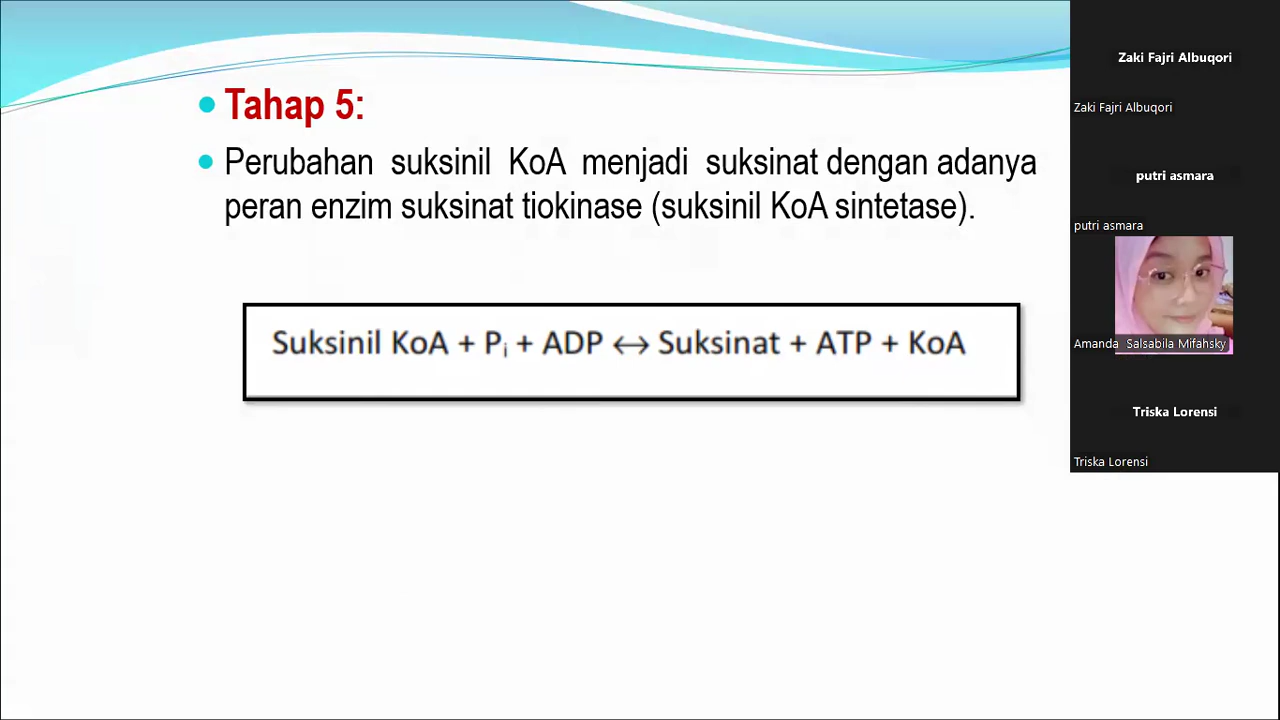 Tahap 5:
Perubahan suksinil KoA menjadi suksinat dengan adanya
peran enzim suksinat tiokinase (suksinil KoA sintetase).
Suksinil KoA + Pᵢ + ADP ↔ Suksinat + ATP + KoA
Zaki Fajri Albuqori
Zaki Fajri Albuqori
putri asmara
putri asmara
Amanda Salsabila Mifahsky
Triska Lorensi
Triska Lorensi